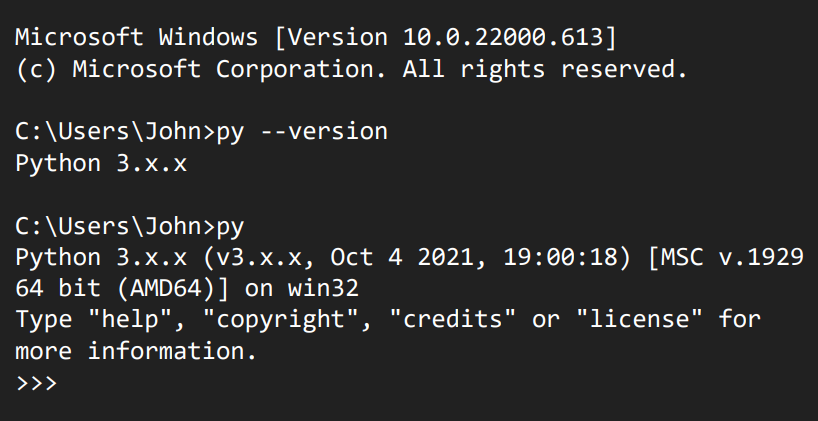 Microsoft Windows [Version 10.0.22000.613]
(c) Microsoft Corporation. All rights reserved.
C:\Users\John>py --version
Python 3.x.x
C:\Users\John>py
Python 3.x.x (v3.x.x, Oct 4 2021, 19:00:18) [MSC v.1929
64 bit (AMD64)] on win32
Type "help", "copyright", "credits" or "license" for
more information.
>>>